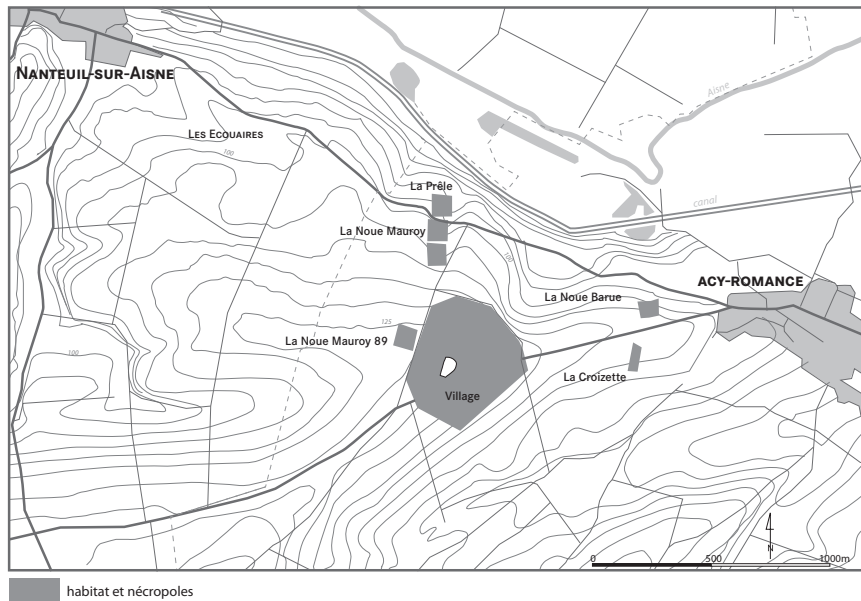 NANTEUIL-SUR-AISNE
Aisne
LES ECOUAIRES
100
La Prêle
canal
La Noue Mauroy
100
ACY-ROMANCE
La Noue Barue
125
La Noue Mauroy 89
100
La Croizette
Village
N
0 500 1000m
habitat et nécropoles